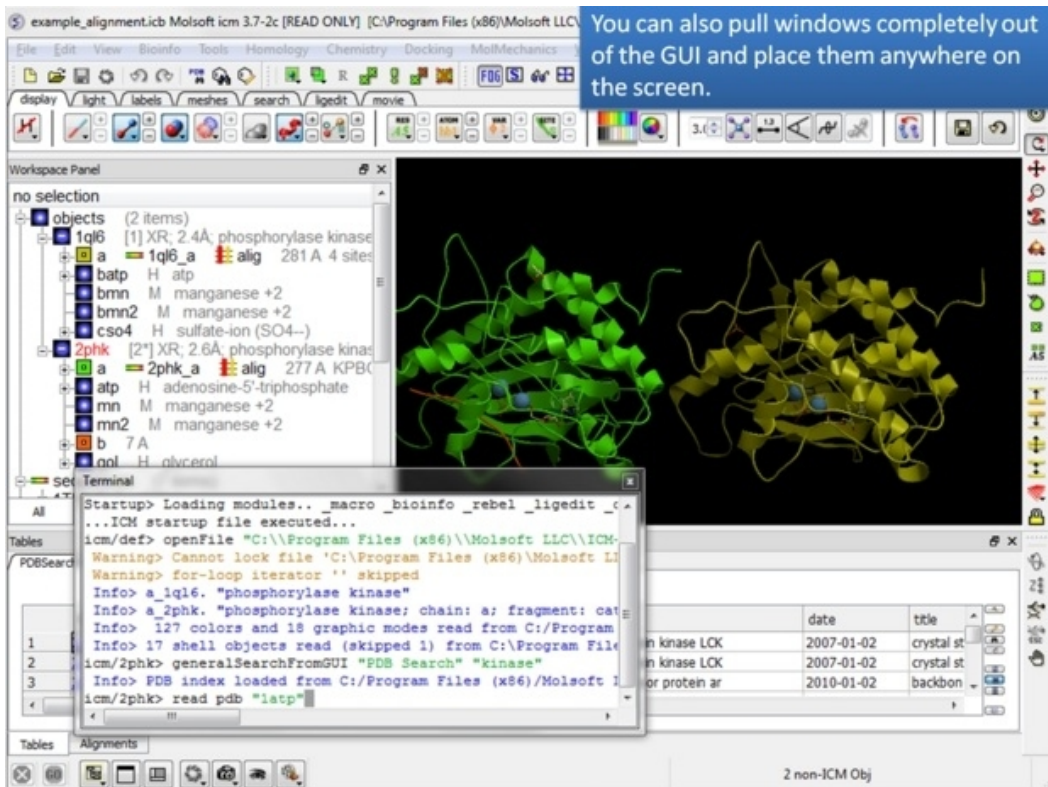 example_alignment.icb Molsoft icm 3.7-2c [READ ONLY] [C:\Program Files (x86)\Molsoft LLC\
You can also pull windows completely out
of the GUI and place them anywhere on
the screen.
File Edit View Bioinfo Tools Homology Chemistry Docking MolMechanics
FOG
display light labels meshes search ligedit movie
Workspace Panel
no selection
objects (2 items)
1ql6 [1] XR; 2.4Å; phosphorylase kinase
a 1ql6_a alig 281 A 4 sites
batp H atp
bmn M manganese +2
bmn2 M manganese +2
cso4 H sulfate-ion (SO4--)
2phk [2*] XR; 2.6Å; phosphorylase kinas
a 2phk_a alig 277 A KPB
atp H adenosine-5'-triphosphate
mn M manganese +2
mn2 M manganese +2
b 7 A
gol H glycerol
All
Terminal
Startup> Loading modules.. _macro _bioinfo _rebel _ligedit
...ICM startup file executed...
icm/def> openFile "C:\\Program Files (x86)\\Molsoft LLC\\ICM-
Warning> Cannot lock file 'C:\Program Files (x86)\Molsoft
Warning> for-loop iterator '' skipped
Info> a_1ql6. "phosphorylase kinase"
Info> a_2phk. "phosphorylase kinase; chain: a; fragment: cat
Info> 127 colors and 18 graphic modes read from C:/Program
Info> 17 shell objects read (skipped 1) from C:\Program File
icm/2phk> generalSearchFromGUI "PDB Search" "kinase"
Info> PDB index loaded from C:/Program Files (x86)/Molsoft
icm/2phk> read pdb "1atp"
Tables
PDBSearch
date title
1 n kinase LCK 2007-01-02 crystal st
2 n kinase LCK 2007-01-02 crystal st
3 or protein ar 2010-01-02 backbon
Tables Alignments
2 non-ICM Obj